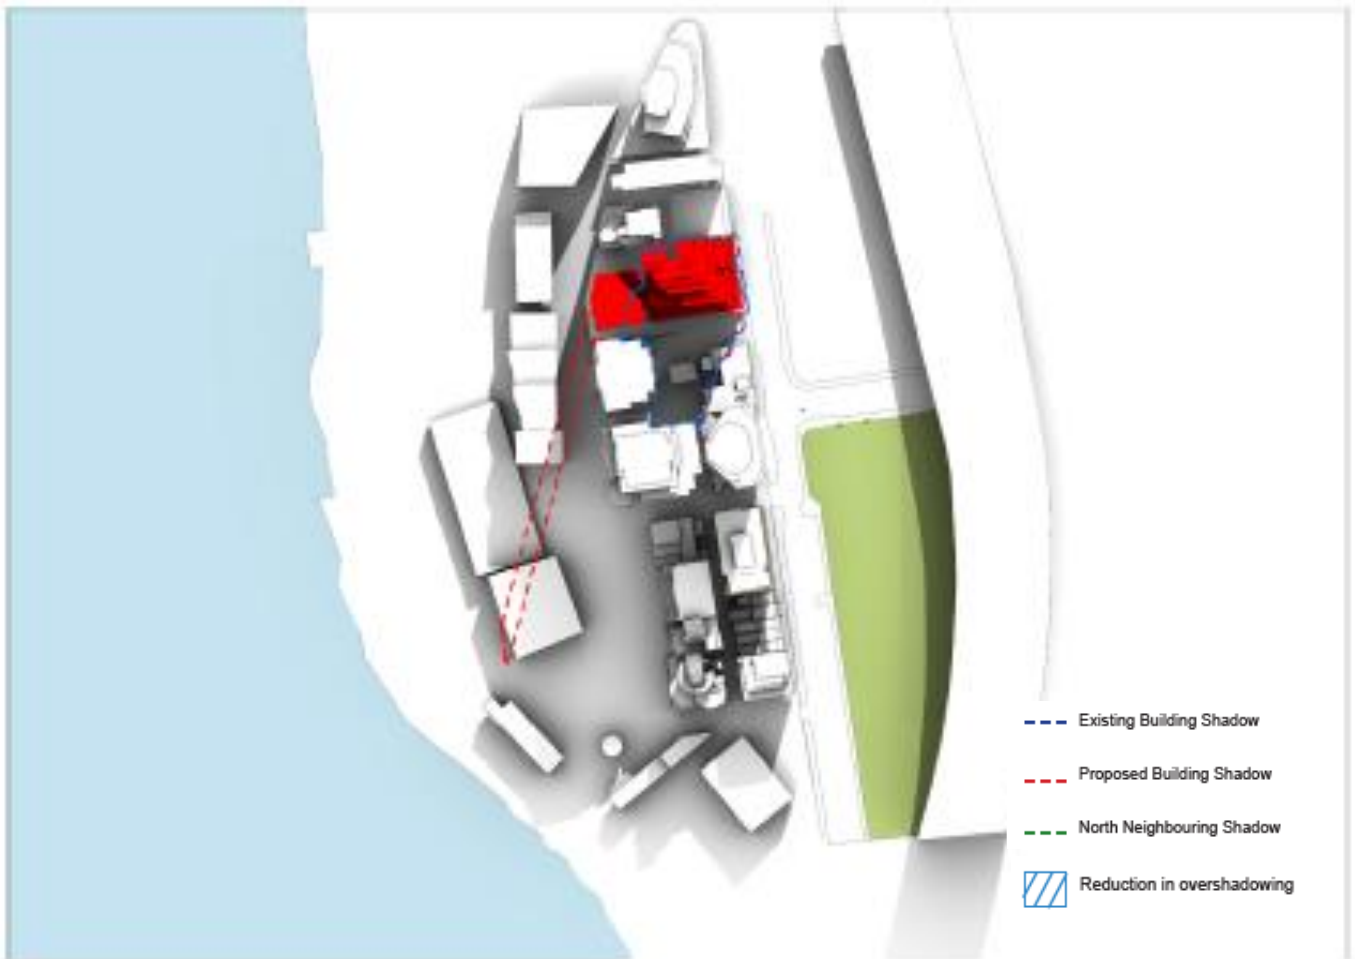 Existing Building Shadow
Proposed Building Shadow
North Neighbouring Shadow
Reduction in overshadowing